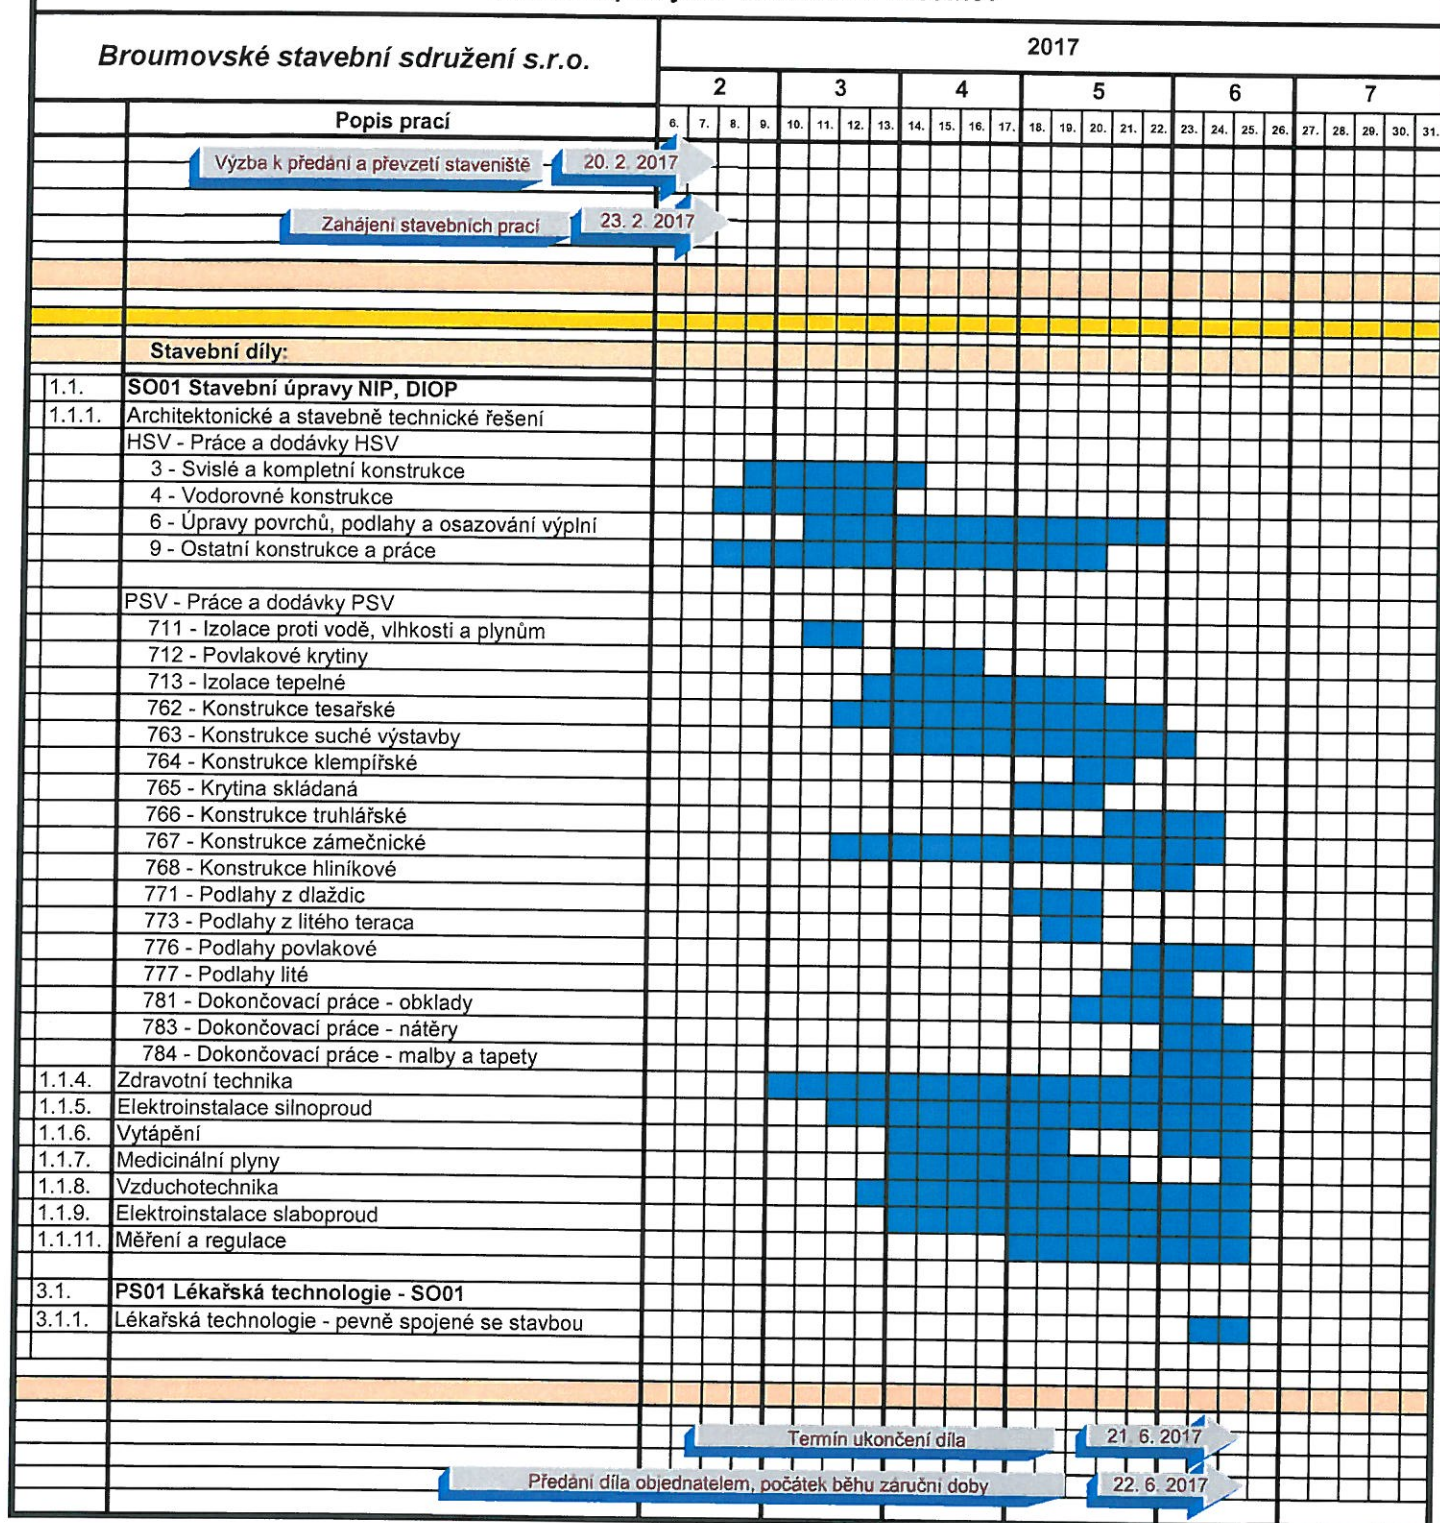 Broumovské stavební sdružení s.r.o.
2017
2 3 4 5 6 7
Popis prací
6. 7. 8. 9. 10. 11. 12. 13. 14. 15. 16. 17. 18. 19. 20. 21. 22. 23. 24. 25. 26. 27. 28. 29. 30. 31.
Výzba k předání a převzetí staveniště 20. 2. 2017
Zahájení stavebních prací 23. 2. 2017
Stavební díly:
1.1. SO01 Stavební úpravy NIP, DIOP
1.1.1. Architektonické a stavebně technické řešení
HSV - Práce a dodávky HSV
3 - Svislé a kompletní konstrukce
4 - Vodorovné konstrukce
6 - Úpravy povrchů, podlahy a osazování výplní
9 - Ostatní konstrukce a práce
PSV - Práce a dodávky PSV
711 - Izolace proti vodě, vlhkosti a plynům
712 - Povlakové krytiny
713 - Izolace tepelné
762 - Konstrukce tesařské
763 - Konstrukce suché výstavby
764 - Konstrukce klempířské
765 - Krytina skládaná
766 - Konstrukce truhlářské
767 - Konstrukce zámečnické
768 - Konstrukce hliníkové
771 - Podlahy z dlaždic
773 - Podlahy z litého teraca
776 - Podlahy povlakové
777 - Podlahy lité
781 - Dokončovací práce - obklady
783 - Dokončovací práce - nátěry
784 - Dokončovací práce - malby a tapety
1.1.4. Zdravotní technika
1.1.5. Elektroinstalace silnoproud
1.1.6. Vytápění
1.1.7. Medicinální plyny
1.1.8. Vzduchotechnika
1.1.9. Elektroinstalace slaboproud
1.1.11. Měření a regulace
3.1. PS01 Lékařská technologie - SO01
3.1.1. Lékařská technologie - pevně spojené se stavbou
Termín ukončení díla 21. 6. 2017
Předání díla objednatelem, počátek běhu záruční doby 22. 6. 2017